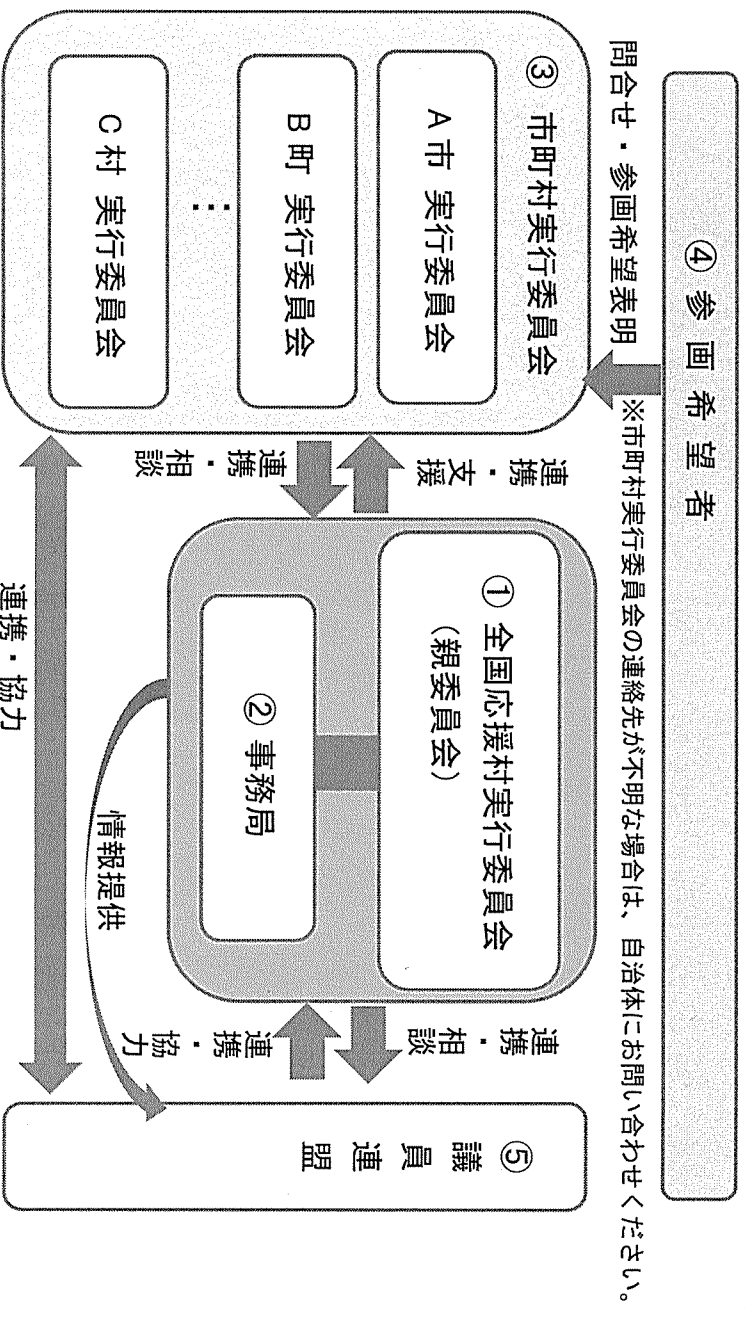 ④ 参画希望者
問合せ・参画希望表明
※市町村実行委員会の連絡先が不明な場合は、自治体にお問い合わせください。
③ 市町村実行委員会
A市 実行委員会
B町 実行委員会
⋮
C村 実行委員会
連携・支援
連携・相談
① 全国応援村実行委員会
（親委員会）
② 事務局
連携・相談
連携・協力
情報提供
連携・協力
⑤ 議員連盟